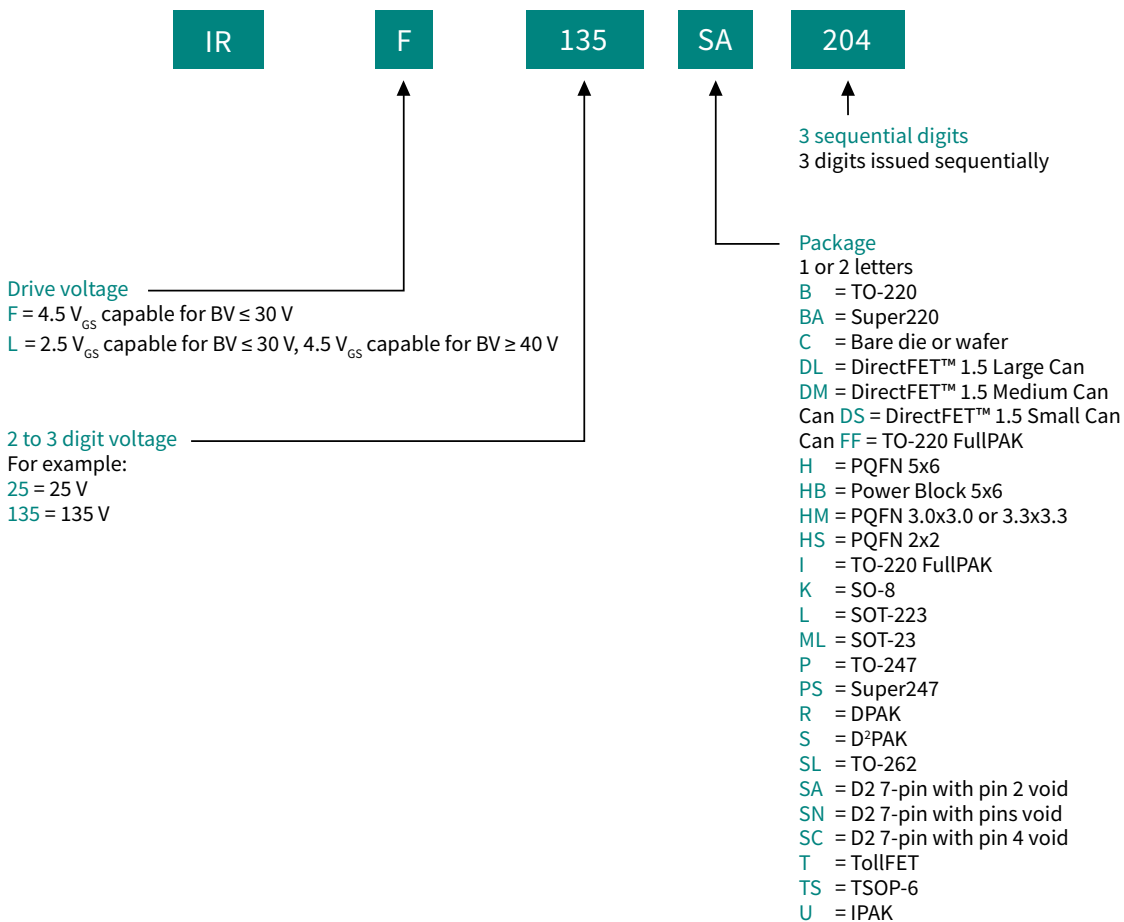 IR F 135 SA 204
3 sequential digits
3 digits issued sequentially
Drive voltage
F = 4.5 V_GS capable for BV ≤ 30 V
L = 2.5 V_GS capable for BV ≤ 30 V, 4.5 V_GS capable for BV ≥ 40 V
2 to 3 digit voltage
For example:
25 = 25 V
135 = 135 V
Package
1 or 2 letters
B = TO-220
BA = Super220
C = Bare die or wafer
DL = DirectFET™ 1.5 Large Can
DM = DirectFET™ 1.5 Medium Can
Can DS = DirectFET™ 1.5 Small Can
Can FF = TO-220 FullPAK
H = PQFN 5x6
HB = Power Block 5x6
HM = PQFN 3.0x3.0 or 3.3x3.3
HS = PQFN 2x2
I = TO-220 FullPAK
K = SO-8
L = SOT-223
ML = SOT-23
P = TO-247
PS = Super247
R = DPAK
S = D²PAK
SL = TO-262
SA = D2 7-pin with pin 2 void
SN = D2 7-pin with pins void
SC = D2 7-pin with pin 4 void
T = TollFET
TS = TSOP-6
U = IPAK